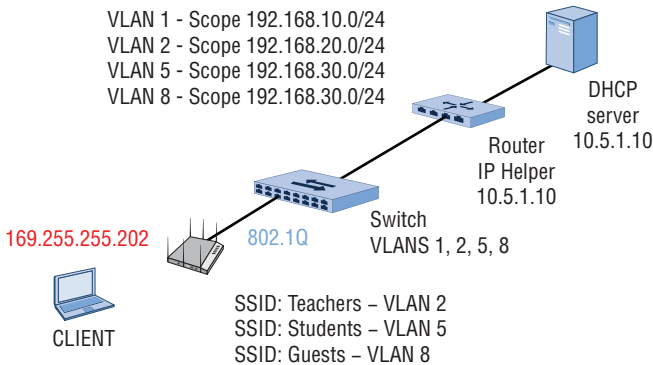 VLAN 1 - Scope 192.168.10.0/24
VLAN 2 - Scope 192.168.20.0/24
VLAN 5 - Scope 192.168.30.0/24
VLAN 8 - Scope 192.168.30.0/24
DHCP
server
10.5.1.10
Router
IP Helper
10.5.1.10
Switch
VLANS 1, 2, 5, 8
169.255.255.202
802.1Q
CLIENT
SSID: Teachers – VLAN 2
SSID: Students – VLAN 5
SSID: Guests – VLAN 8